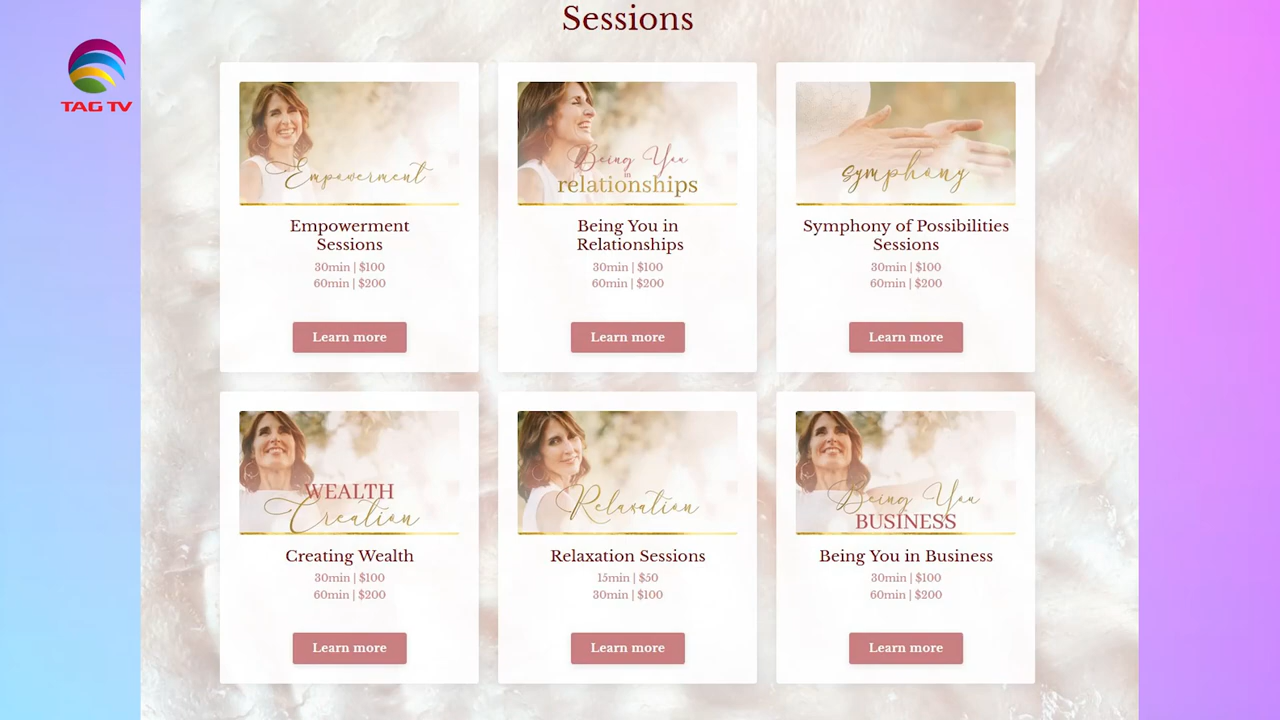 Sessions
TAG TV
Empowerment
Empowerment
Sessions
30min | $100
60min | $200
Learn more
Being You
in
relationships
Being You in
Relationships
30min | $100
60min | $200
Learn more
symphony
Symphony of Possibilities
Sessions
30min | $100
60min | $200
Learn more
WEALTH
Creation
Creating Wealth
30min | $100
60min | $200
Learn more
Relaxation
Relaxation Sessions
15min | $50
30min | $100
Learn more
Being You
BUSINESS
Being You in Business
30min | $100
60min | $200
Learn more